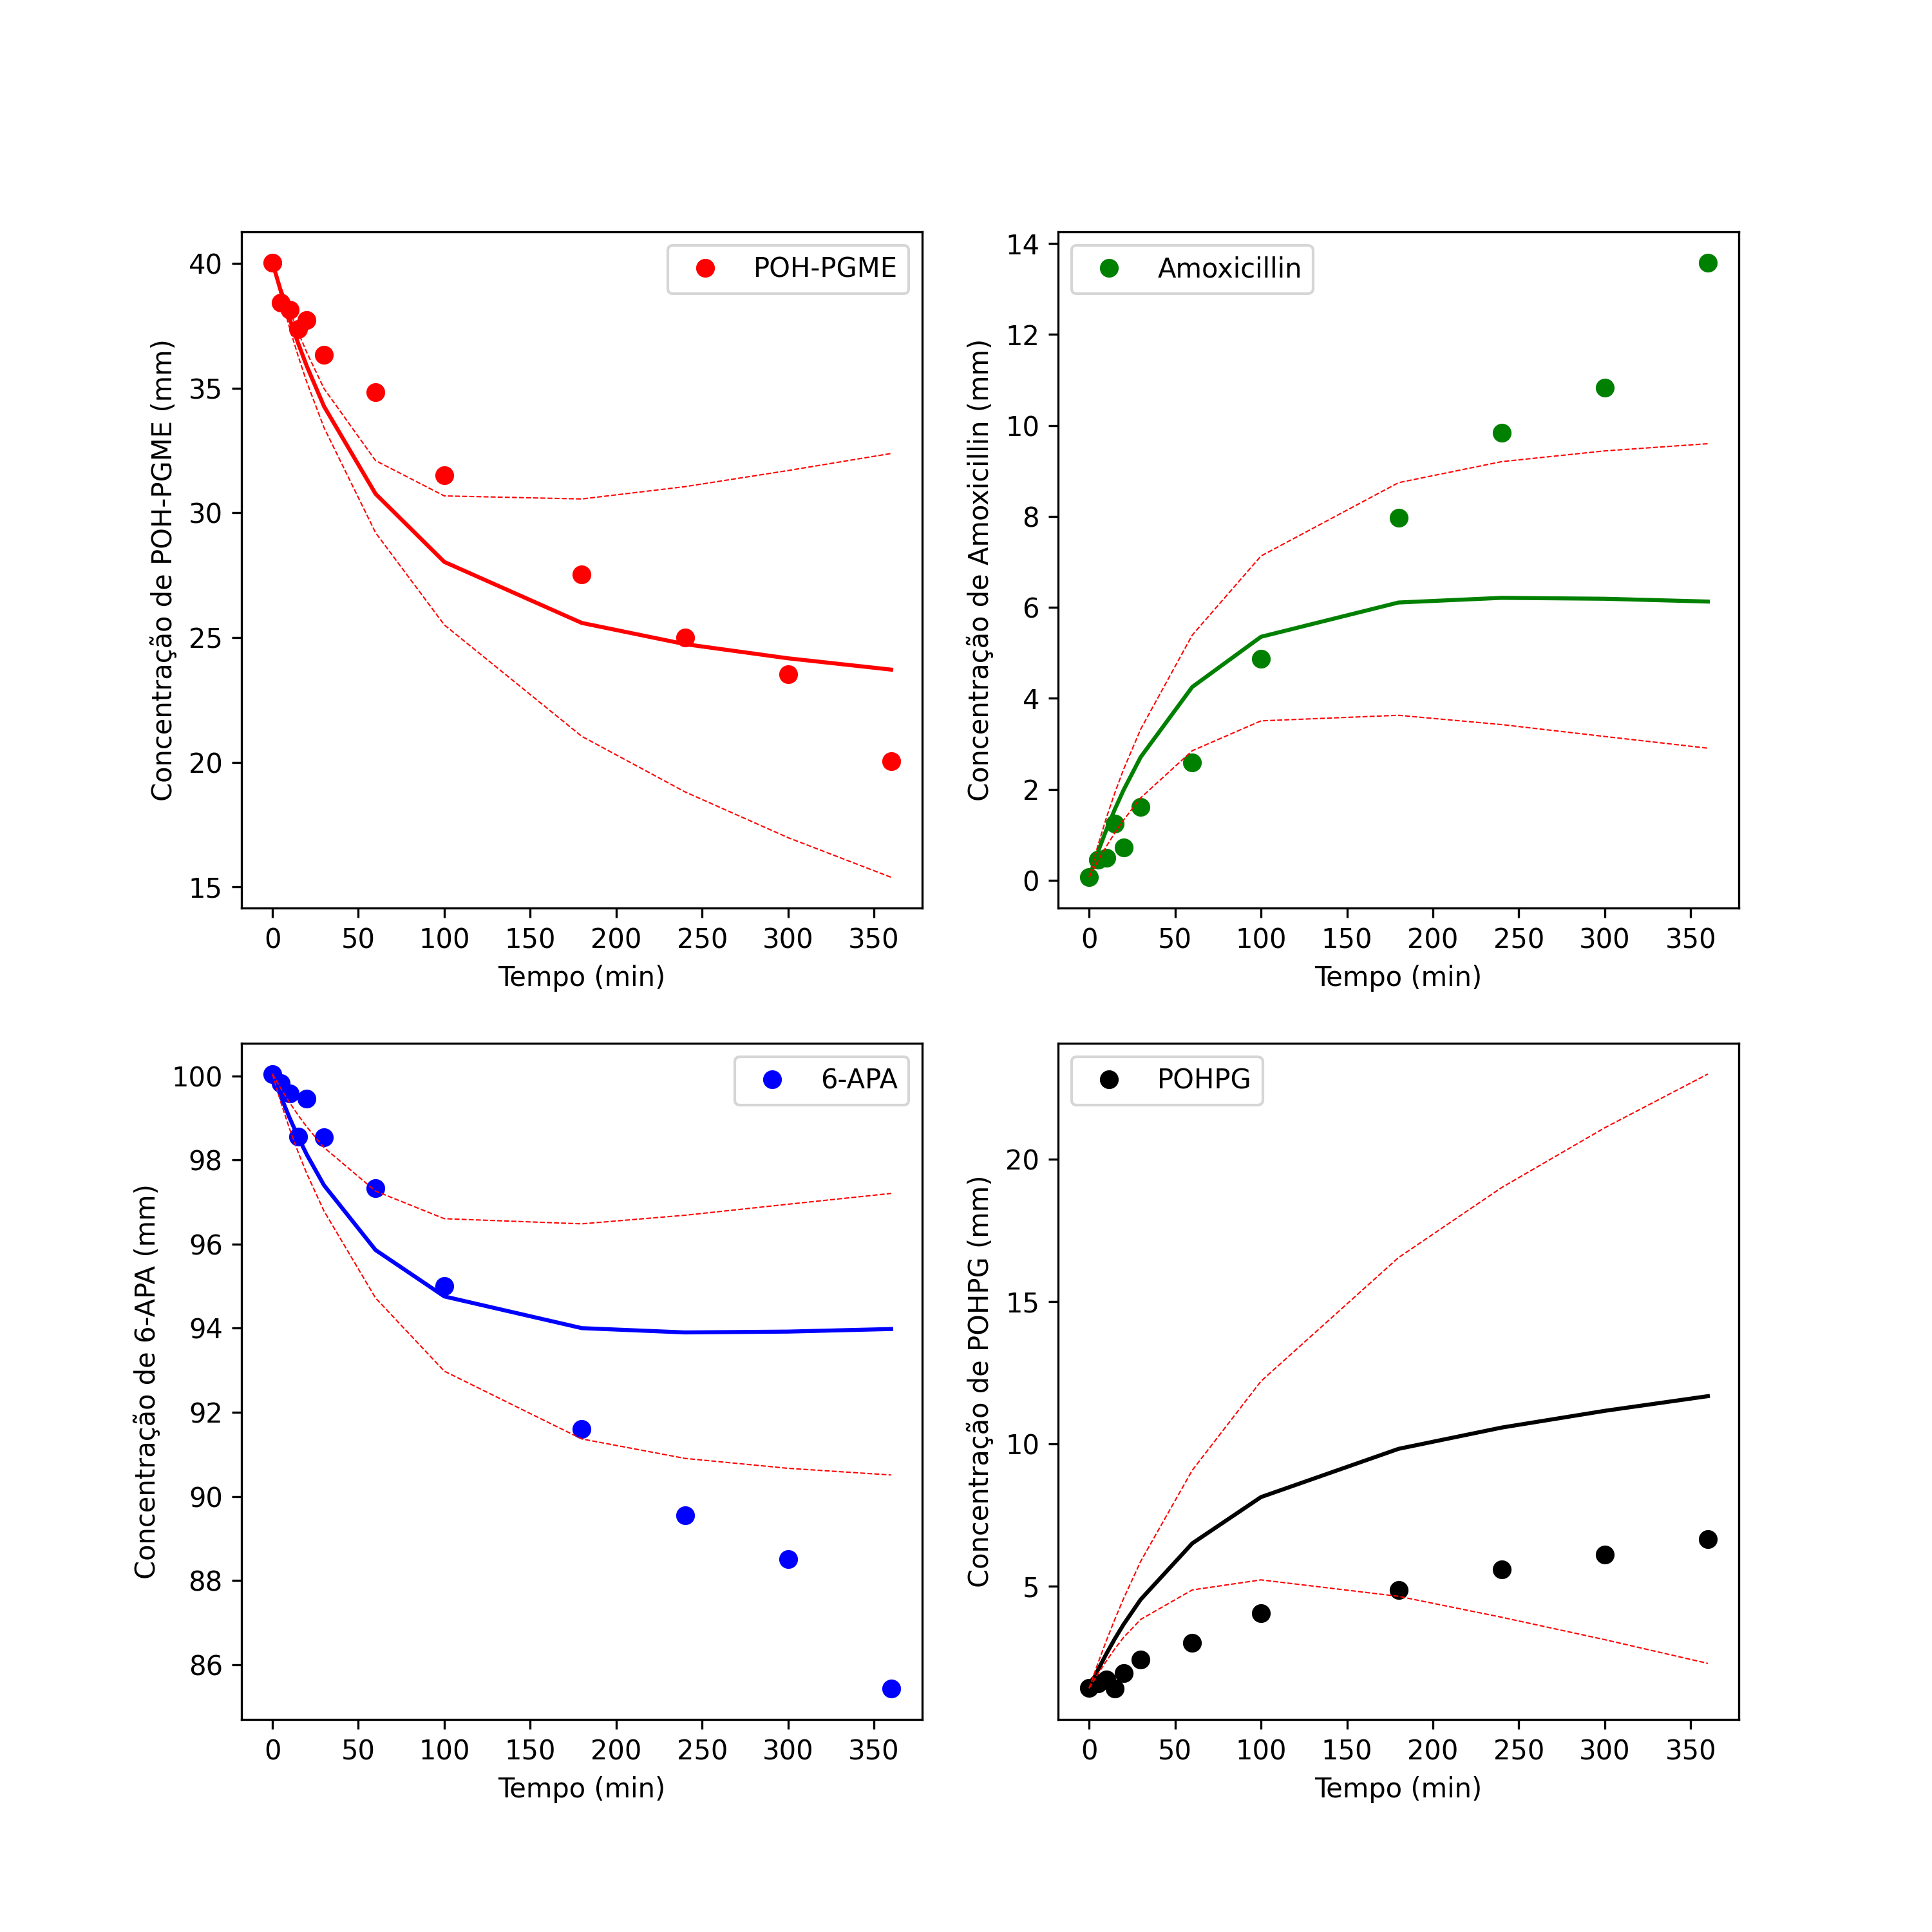 POH-PGME
Concentração de POH-PGME (mm)
40
35
30
25
20
15
0 50 100 150 200 250 300 350
Tempo (min)
Amoxicillin
Concentração de Amoxicillin (mm)
14
12
10
8
6
4
2
0
0 50 100 150 200 250 300 350
Tempo (min)
6-APA
Concentração de 6-APA (mm)
100
98
96
94
92
90
88
86
0 50 100 150 200 250 300 350
Tempo (min)
POHPG
Concentração de POHPG (mm)
20
15
10
5
0 50 100 150 200 250 300 350
Tempo (min)